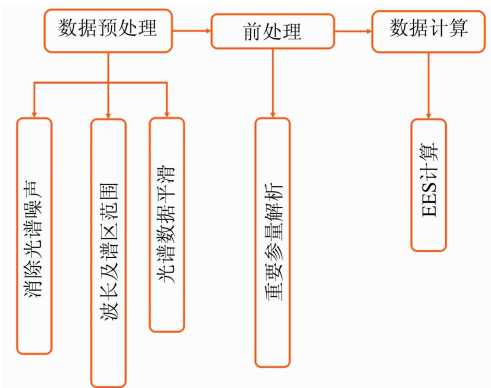 数据预处理
前处理
数据计算
消除光谱噪声
波长及谱区范围
光谱数据平滑
重要参量解析
EES计算